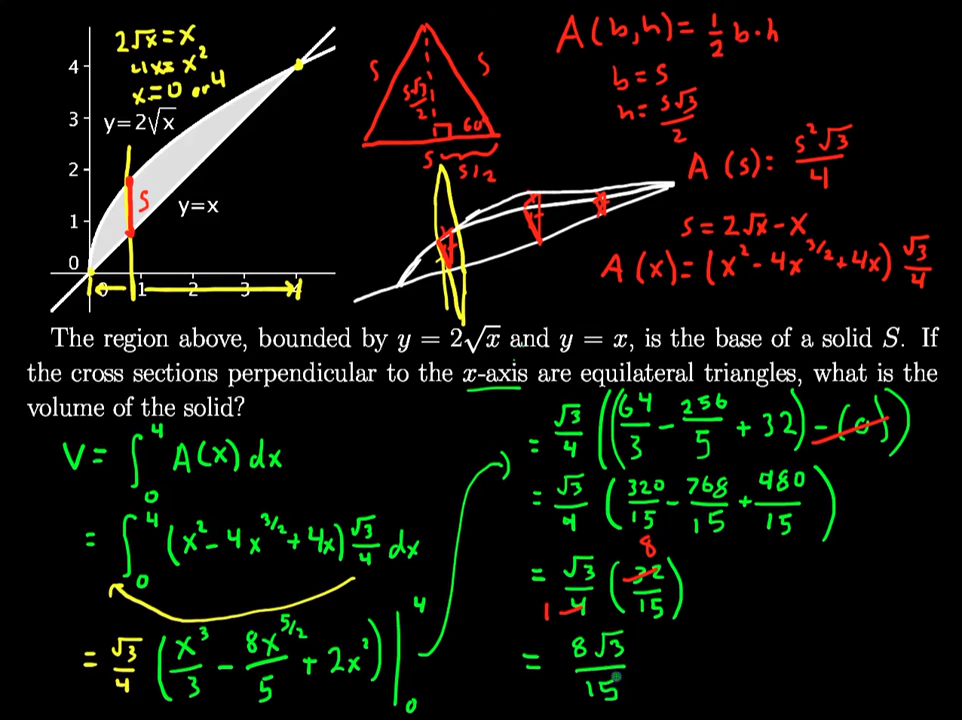 2√x = x
4x = x²
x = 0 or 4
y=2√x
y=x
S
4
3
2
1
0
0 1 2 3 4
S S
S√3/2
60°
S
S/2
A(b,h) = 1/2 b·h
b = S
h = S√3/2
A(s) = S²√3/4
S = 2√x - x
A(x) = (x² - 4x^3/2 + 4x) √3/4
The region above, bounded by y = 2√x and y = x, is the base of a solid S. If
the cross sections perpendicular to the x-axis are equilateral triangles, what is the
volume of the solid?
V = ∫₀⁴ A(x) dx
= ∫₀⁴ (x² - 4x^3/2 + 4x) √3/4 dx
= √3/4 (x³/3 - 8x^5/2/5 + 2x²) |₀⁴
= √3/4 ((64/3 - 256/5 + 32) - (0))
= √3/4 (320/15 - 768/15 + 480/15)
8
= √3/4 (32/15)
1
= 8√3/15